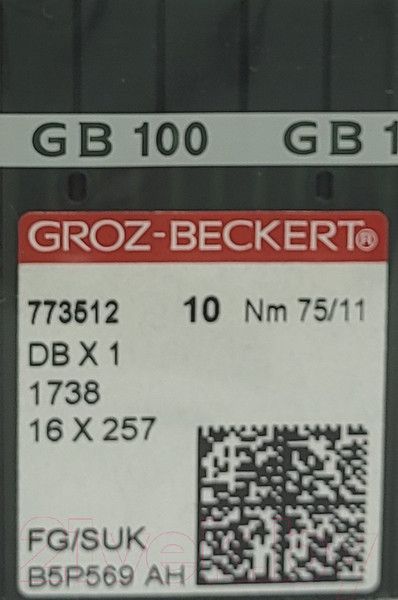 GB 100 GB 1
GROZ-BECKERT®
773512 10 Nm 75/11
DB X 1
1738
16 X 257
FG/SUK
B5P569 AH